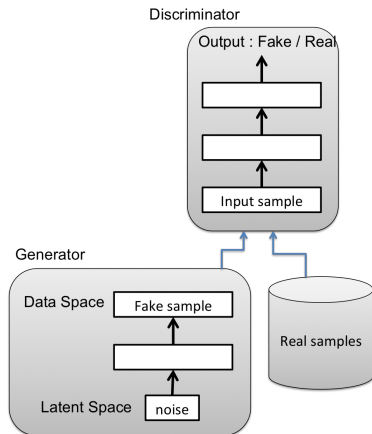 Discriminator
Output : Fake / Real
Input sample
Generator
Data Space
Fake sample
Real samples
Latent Space
noise